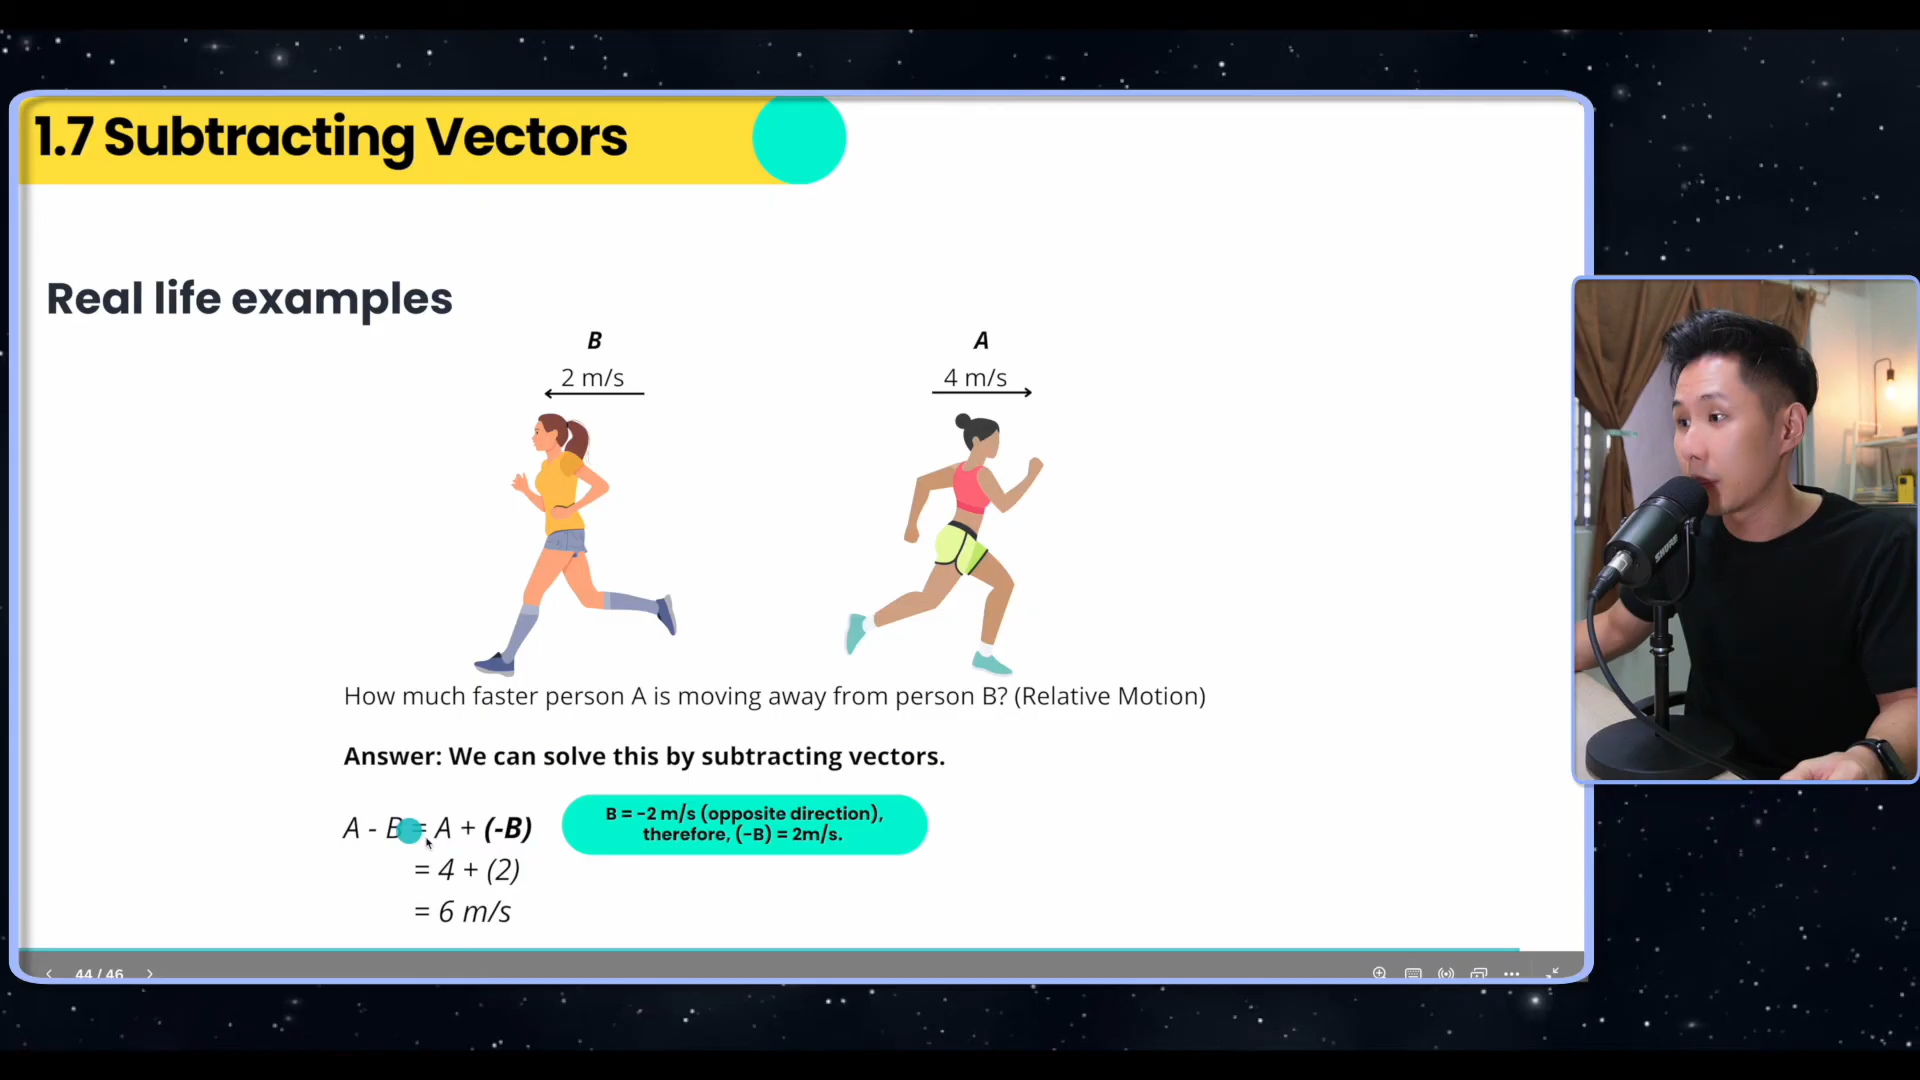 1.7 Subtracting Vectors
Real life examples
B
A
2 m/s
4 m/s
How much faster person A is moving away from person B? (Relative Motion)
Answer: We can solve this by subtracting vectors.
A - B = A + (-B)
B = -2 m/s (opposite direction),
therefore, (-B) = 2m/s.
= 4 + (2)
= 6 m/s
44 / 46
SHURE